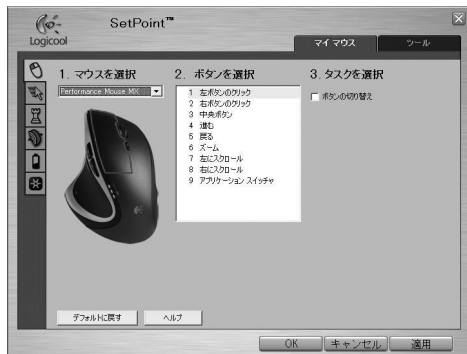 Logicool
SetPoint™
マイ マウス
ツール
1. マウスを選択
Performance Mouse MX
2. ボタンを選択
1 左ボタンのクリック
2 右ボタンのクリック
3 中央ボタン
4 進む
5 戻る
6 ズーム
7 左にスクロール
8 右にスクロール
9 アプリケーション スイッチャ
3. タスクを選択
ボタンの切り替え
デフォルトに戻す
ヘルプ
OK
キャンセル
適用